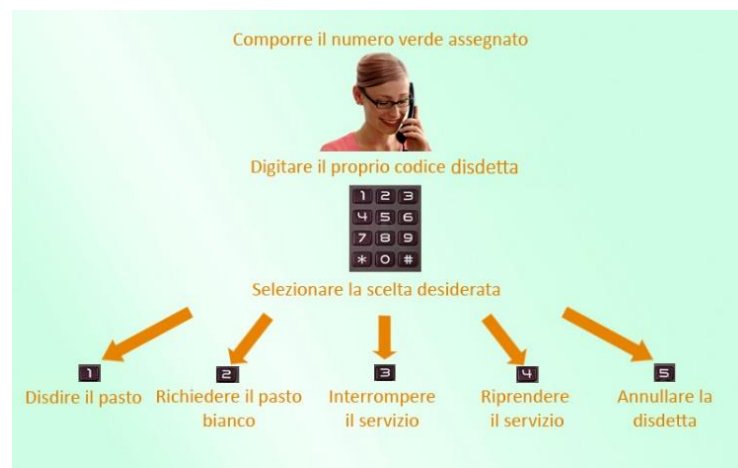 Comporre il numero verde assegnato
Digitare il proprio codice disdetta
1 2 3
4 5 6
7 8 9
* 0 #
Selezionare la scelta desiderata
1
Disdire il pasto
2
Richiedere il pasto
bianco
3
Interrompere
il servizio
4
Riprendere
il servizio
5
Annullare la
disdetta